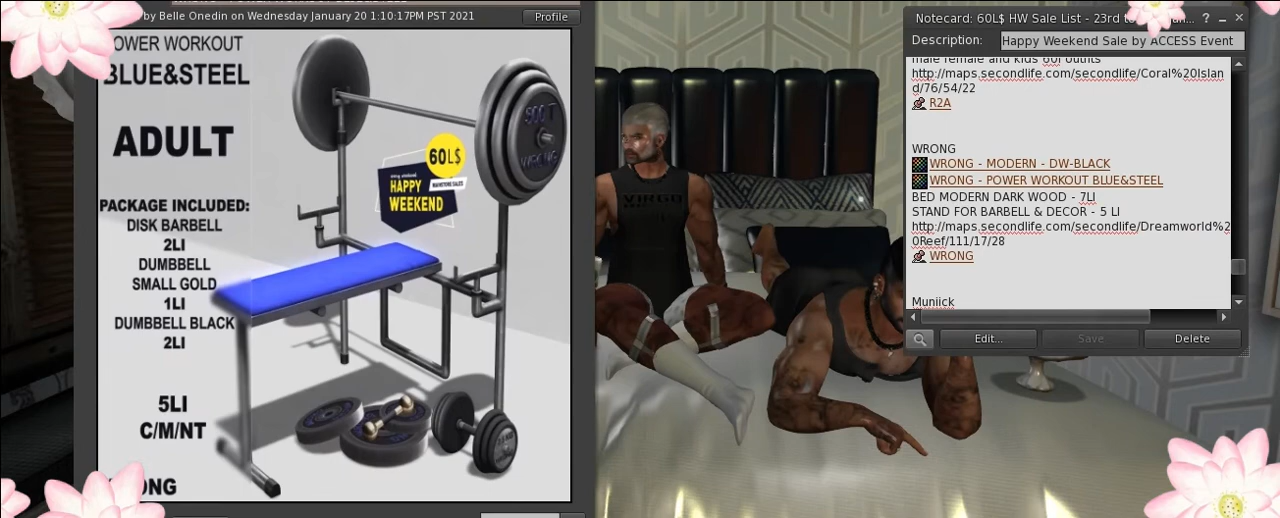 by Belle Onedin on Wednesday January 20 1:10:17PM PST 2021
Profile
POWER WORKOUT
BLUE&STEEL
ADULT
PACKAGE INCLUDED:
DISK BARBELL
2LI
DUMBBELL
SMALL GOLD
1LI
DUMBBELL BLACK
2LI
5LI
C/M/NT
ONG
60L$
HAPPY
WEEKEND
WRONG
VIRGO
Notecard: 60L$ HW Sale List - 23rd
Description:
Happy Weekend Sale by ACCESS Event
male female and kids 60l outfits
http://maps.secondlife.com/secondlife/Coral%20Islan
d/76/54/22
R2A
WRONG
WRONG - MODERN - DW-BLACK
WRONG - POWER WORKOUT BLUE&STEEL
BED MODERN DARK WOOD - 7LI
STAND FOR BARBELL & DECOR - 5 LI
http://maps.secondlife.com/secondlife/Dreamworld%2
0Reef/111/17/28
WRONG
Muniick
Edit...
Save
Delete